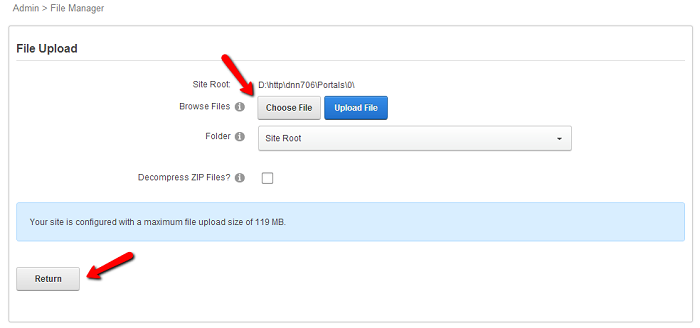 Admin > File Manager
File Upload
Site Root: D:\http\dnn706\Portals\0\
Browse Files Choose File Upload File
Folder Site Root
Decompress ZIP Files?
Your site is configured with a maximum file upload size of 119 MB.
Return